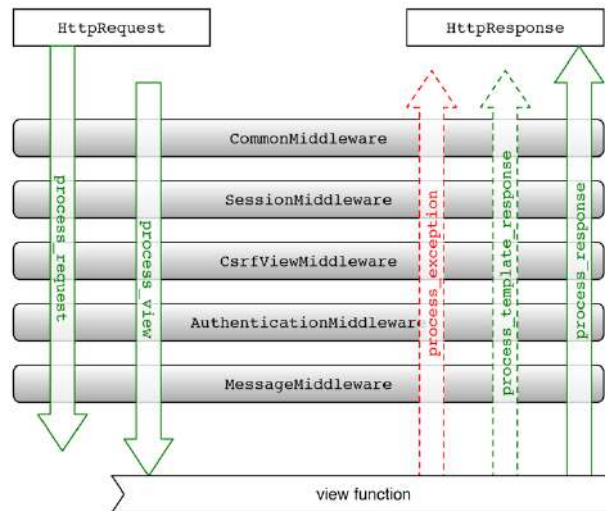 HttpRequest
HttpResponse
CommonMiddleware
SessionMiddleware
CsrfViewMiddleware
AuthenticationMiddleware
MessageMiddleware
process_request
process_view
process_exception
process_template_response
process_response
view function